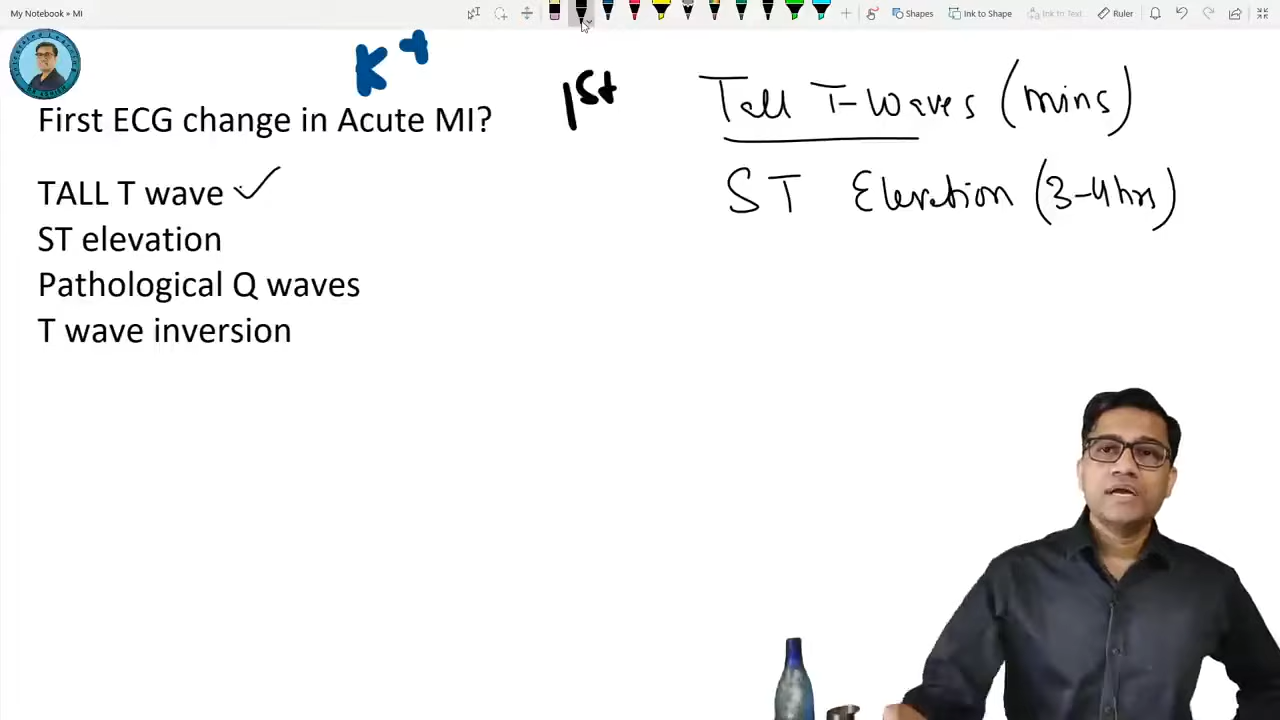 My Notebook » MI
Shapes
Ink to Shape
Ink to Text
Ruler
K+
First ECG change in Acute MI?
1st
Tall T-Waves (mins)
TALL T wave ✓
ST Elevation (3-4hrs)
ST elevation
Pathological Q waves
T wave inversion